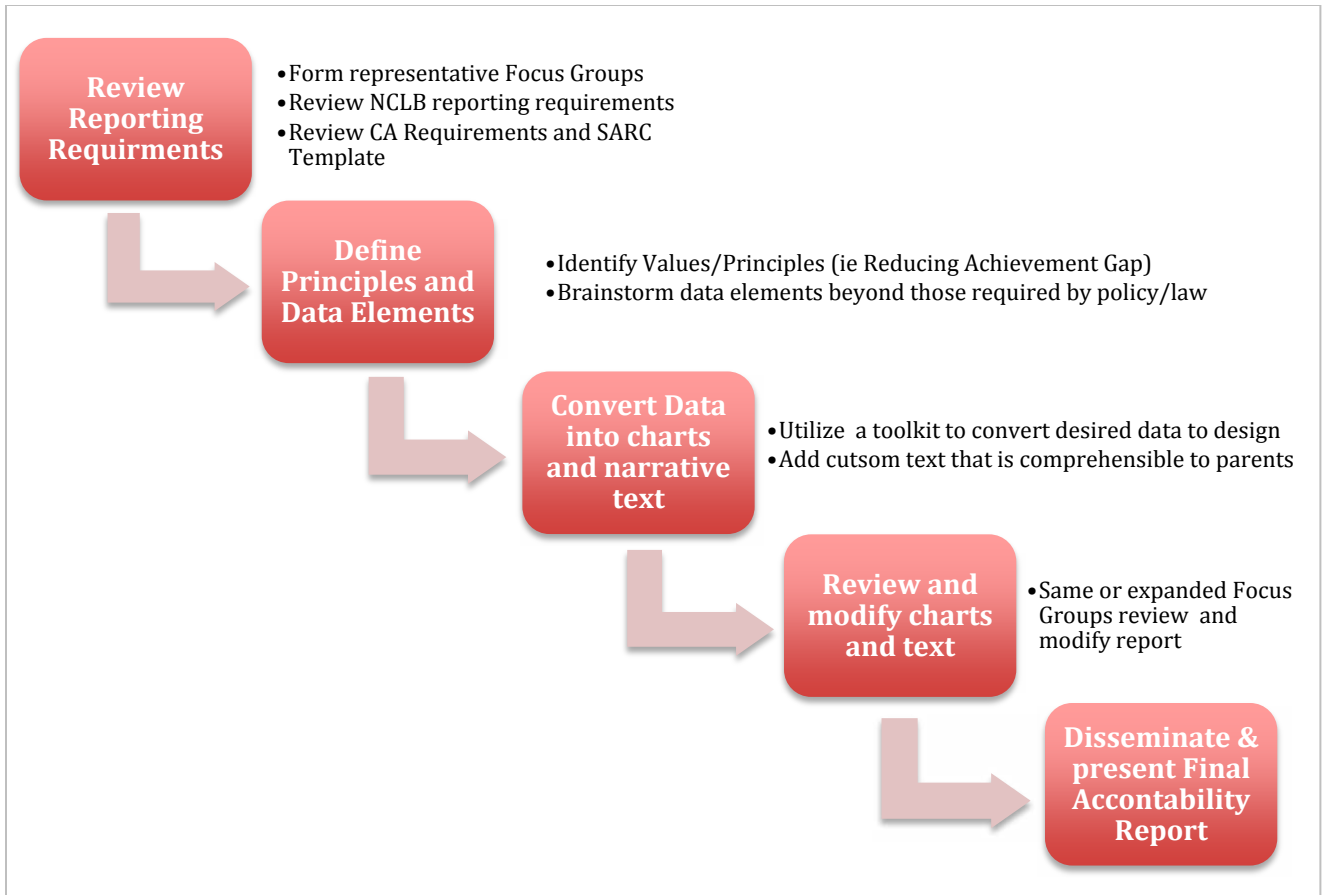 Review
Reporting
Requirments
•Form representative Focus Groups
•Review NCLB reporting requirements
•Review CA Requirements and SARC
Template
Define
Principles and
Data Elements
•Identify Values/Principles (ie Reducing Achievement Gap)
•Brainstorm data elements beyond those required by policy/law
Convert Data
into charts
and narrative
text
•Utilize a toolkit to convert desired data to design
•Add cutsom text that is comprehensible to parents
Review and
modify charts
and text
•Same or expanded Focus
Groups review and
modify report
Disseminate &
present Final
Accontability
Report